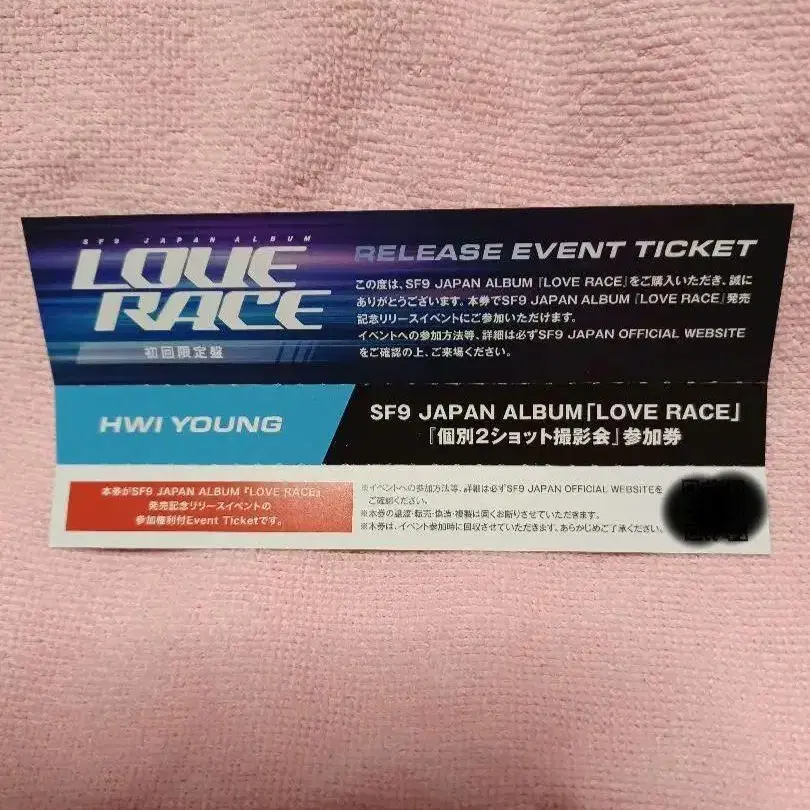 SF9 JAPAN ALBUM
LOVE
RACE
初回限定盤
RELEASE EVENT TICKET
この度は、SF9 JAPAN ALBUM『LOVE RACE』をご購入いただき、誠に
ありがとうございます。本券でSF9 JAPAN ALBUM『LOVE RACE』発売
記念リリースイベントにご参加いただけます。
イベントへの参加方法等、詳細は必ずSF9 JAPAN OFFICIAL WEBSITE
をご確認の上、ご来場ください。
HWI YOUNG
SF9 JAPAN ALBUM「LOVE RACE」
『個別2ショット撮影会』参加券
本券がSF9 JAPAN ALBUM『LOVE RACE』
発売記念リリースイベントの
参加権利付Event Ticketです。
※イベントへの参加方法等、詳細は必ずSF9 JAPAN OFFICIAL WEBSITEを
ご確認ください。
※本券の譲渡・転売・偽造・複製は固くお断りさせていただきます。
※本券は、イベント参加時に回収させていただきます。あらかじめご了承ください。